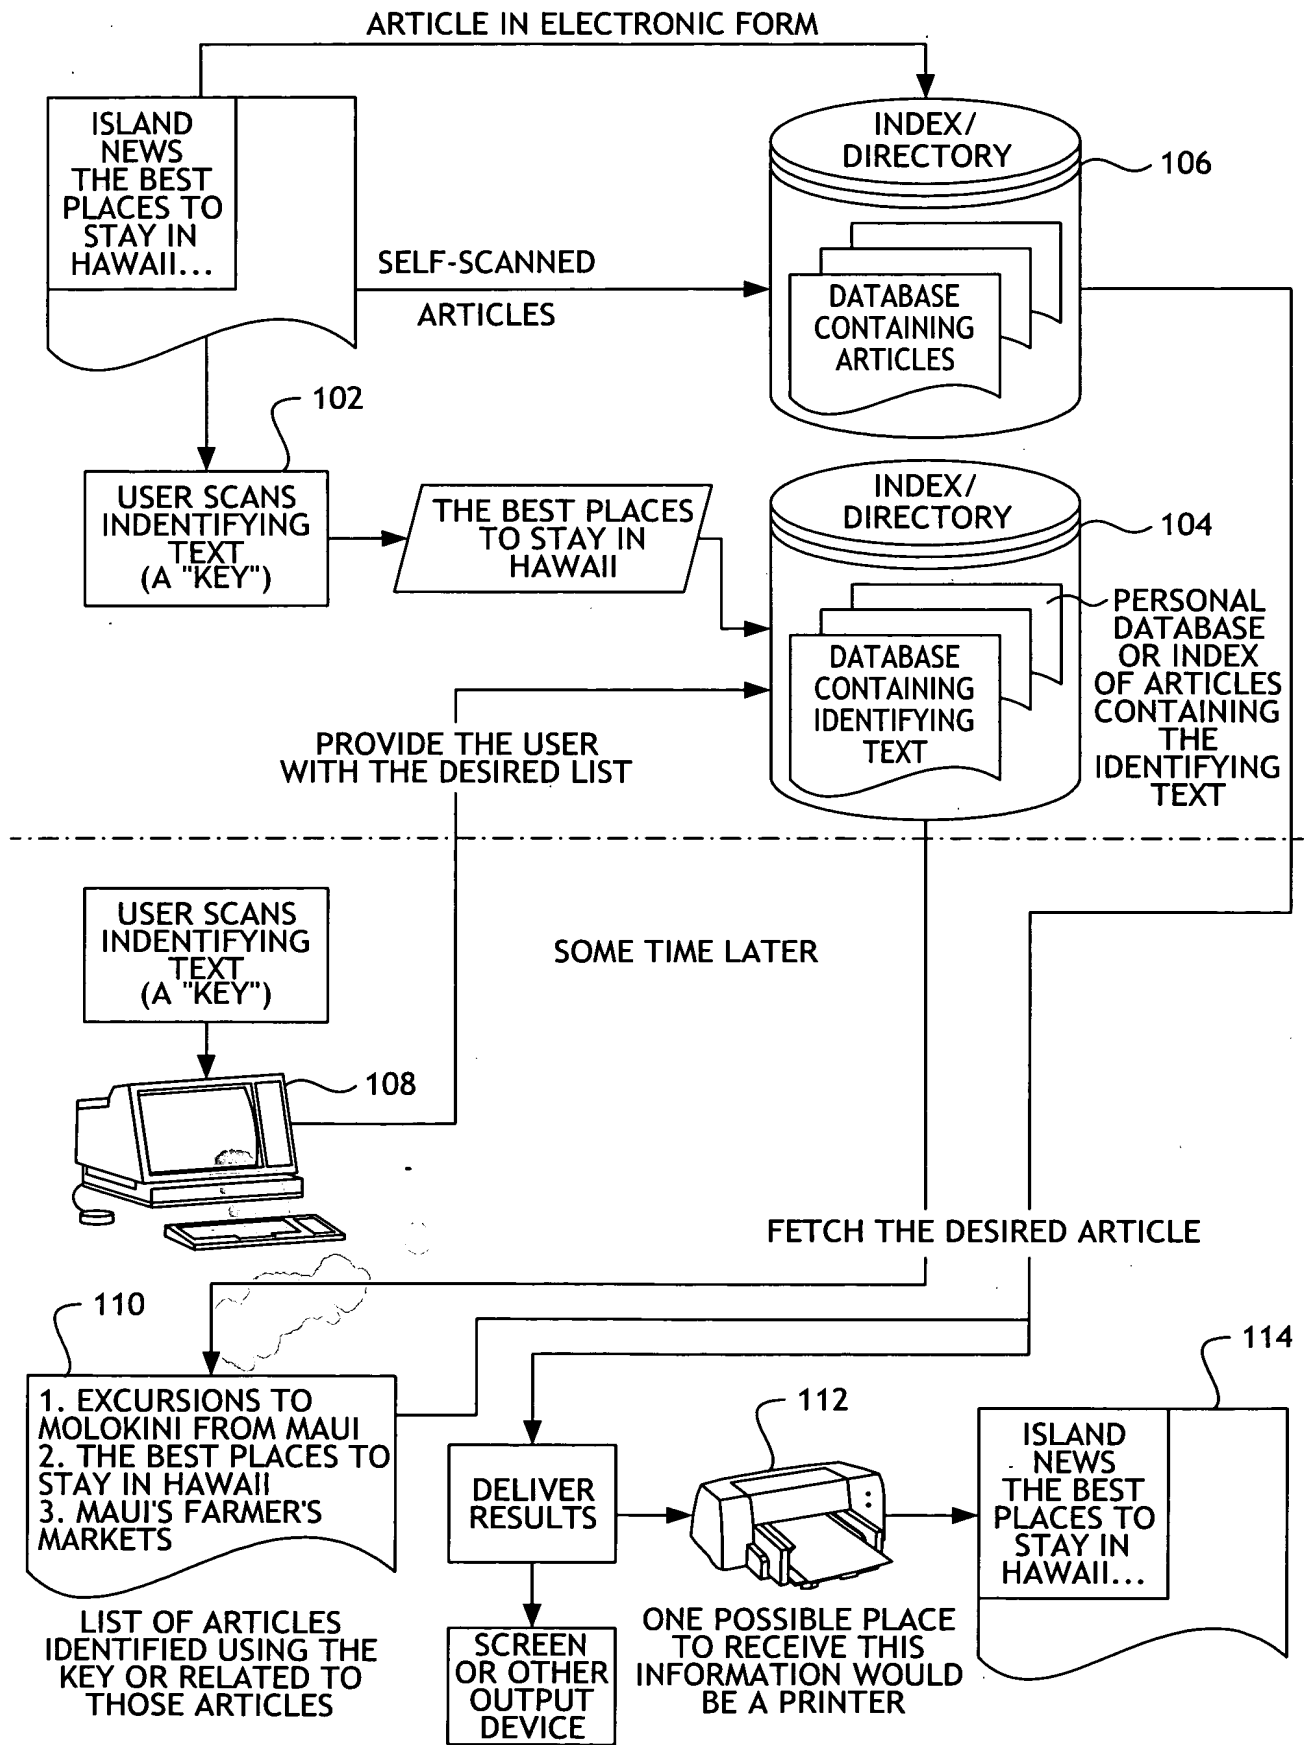 ARTICLE IN ELECTRONIC FORM
ISLAND
NEWS
THE BEST
PLACES TO
STAY IN
HAWAII...
INDEX/
DIRECTORY
106
SELF-SCANNED
ARTICLES
DATABASE
CONTAINING
ARTICLES
102
USER SCANS
INDENTIFYING
TEXT
(A "KEY")
THE BEST PLACES
TO STAY IN
HAWAII
INDEX/
DIRECTORY
104
PERSONAL
DATABASE
OR INDEX
OF ARTICLES
CONTAINING
THE
IDENTIFYING
TEXT
DATABASE
CONTAINING
IDENTIFYING
TEXT
PROVIDE THE USER
WITH THE DESIRED LIST
USER SCANS
INDENTIFYING
TEXT
(A "KEY")
SOME TIME LATER
108
FETCH THE DESIRED ARTICLE
110
1. EXCURSIONS TO
MOLOKINI FROM MAUI
2. THE BEST PLACES TO
STAY IN HAWAII
3. MAUI'S FARMER'S
MARKETS
LIST OF ARTICLES
IDENTIFIED USING THE
KEY OR RELATED TO
THOSE ARTICLES
DELIVER
RESULTS
SCREEN
OR OTHER
OUTPUT
DEVICE
112
ONE POSSIBLE PLACE
TO RECEIVE THIS
INFORMATION WOULD
BE A PRINTER
114
ISLAND
NEWS
THE BEST
PLACES TO
STAY IN
HAWAII...